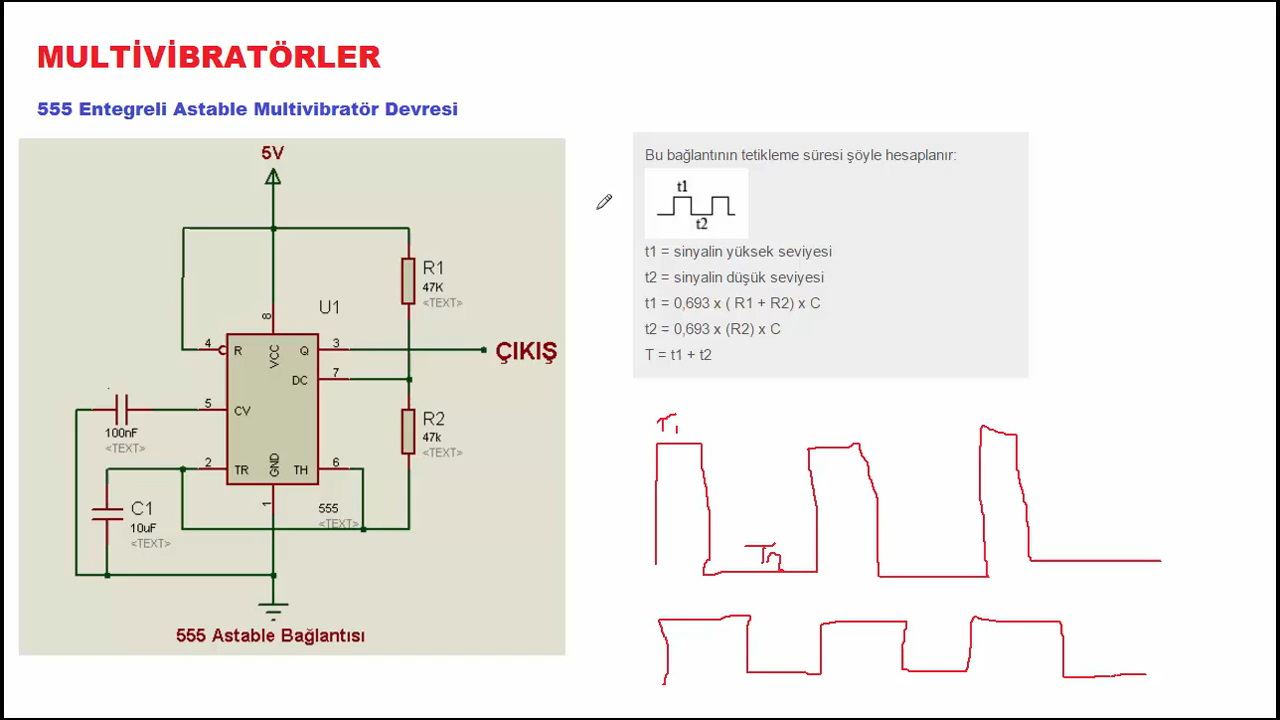 MULTİVİBRATÖRLER
555 Entegreli Astable Multivibratör Devresi
5V
R1
47K
<TEXT>
U1
8
4
R
VCC
Q
3
ÇIKIŞ
7
DC
5
CV
100nF
<TEXT>
R2
47k
<TEXT>
2
TR
GND
TH
6
1
C1
10uF
<TEXT>
555
<TEXT>
555 Astable Bağlantısı
Bu bağlantının tetikleme süresi şöyle hesaplanır:
t1
t2
t1 = sinyalin yüksek seviyesi
t2 = sinyalin düşük seviyesi
t1 = 0,693 x ( R1 + R2) x C
t2 = 0,693 x (R2) x C
T = t1 + t2
T1